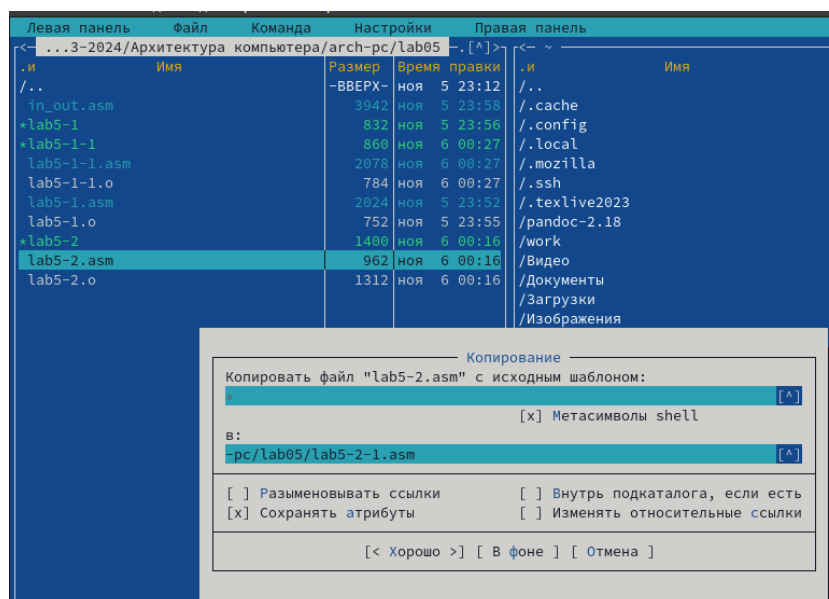 Левая панель Файл Команда Настройки Правая панель
<— ...3-2024/Архитектура компьютера/arch-pc/lab05 —.[^]> <— ~
.и Имя Размер Время правки .и Имя
/.. -ВВЕРХ- ноя 5 23:12 /..
in_out.asm 3942 ноя 5 23:58 /.cache
*lab5-1 832 ноя 5 23:56 /.config
*lab5-1-1 860 ноя 6 00:27 /.local
lab5-1-1.asm 2078 ноя 6 00:27 /.mozilla
lab5-1-1.o 784 ноя 6 00:27 /.ssh
lab5-1.asm 2024 ноя 5 23:52 /.texlive2023
lab5-1.o 752 ноя 5 23:55 /pandoc-2.18
*lab5-2 1400 ноя 6 00:16 /work
lab5-2.asm 962 ноя 6 00:16 /Видео
lab5-2.o 1312 ноя 6 00:16 /Документы
/Загрузки
/Изображения
Копирование
Копировать файл "lab5-2.asm" с исходным шаблоном:
* [^]
[x] Метасимволы shell
в:
-pc/lab05/lab5-2-1.asm [^]
[ ] Разыменовывать ссылки [ ] Внутрь подкаталога, если есть
[x] Сохранять атрибуты [ ] Изменять относительные ссылки
[< Хорошо >] [ В фоне ] [ Отмена ]